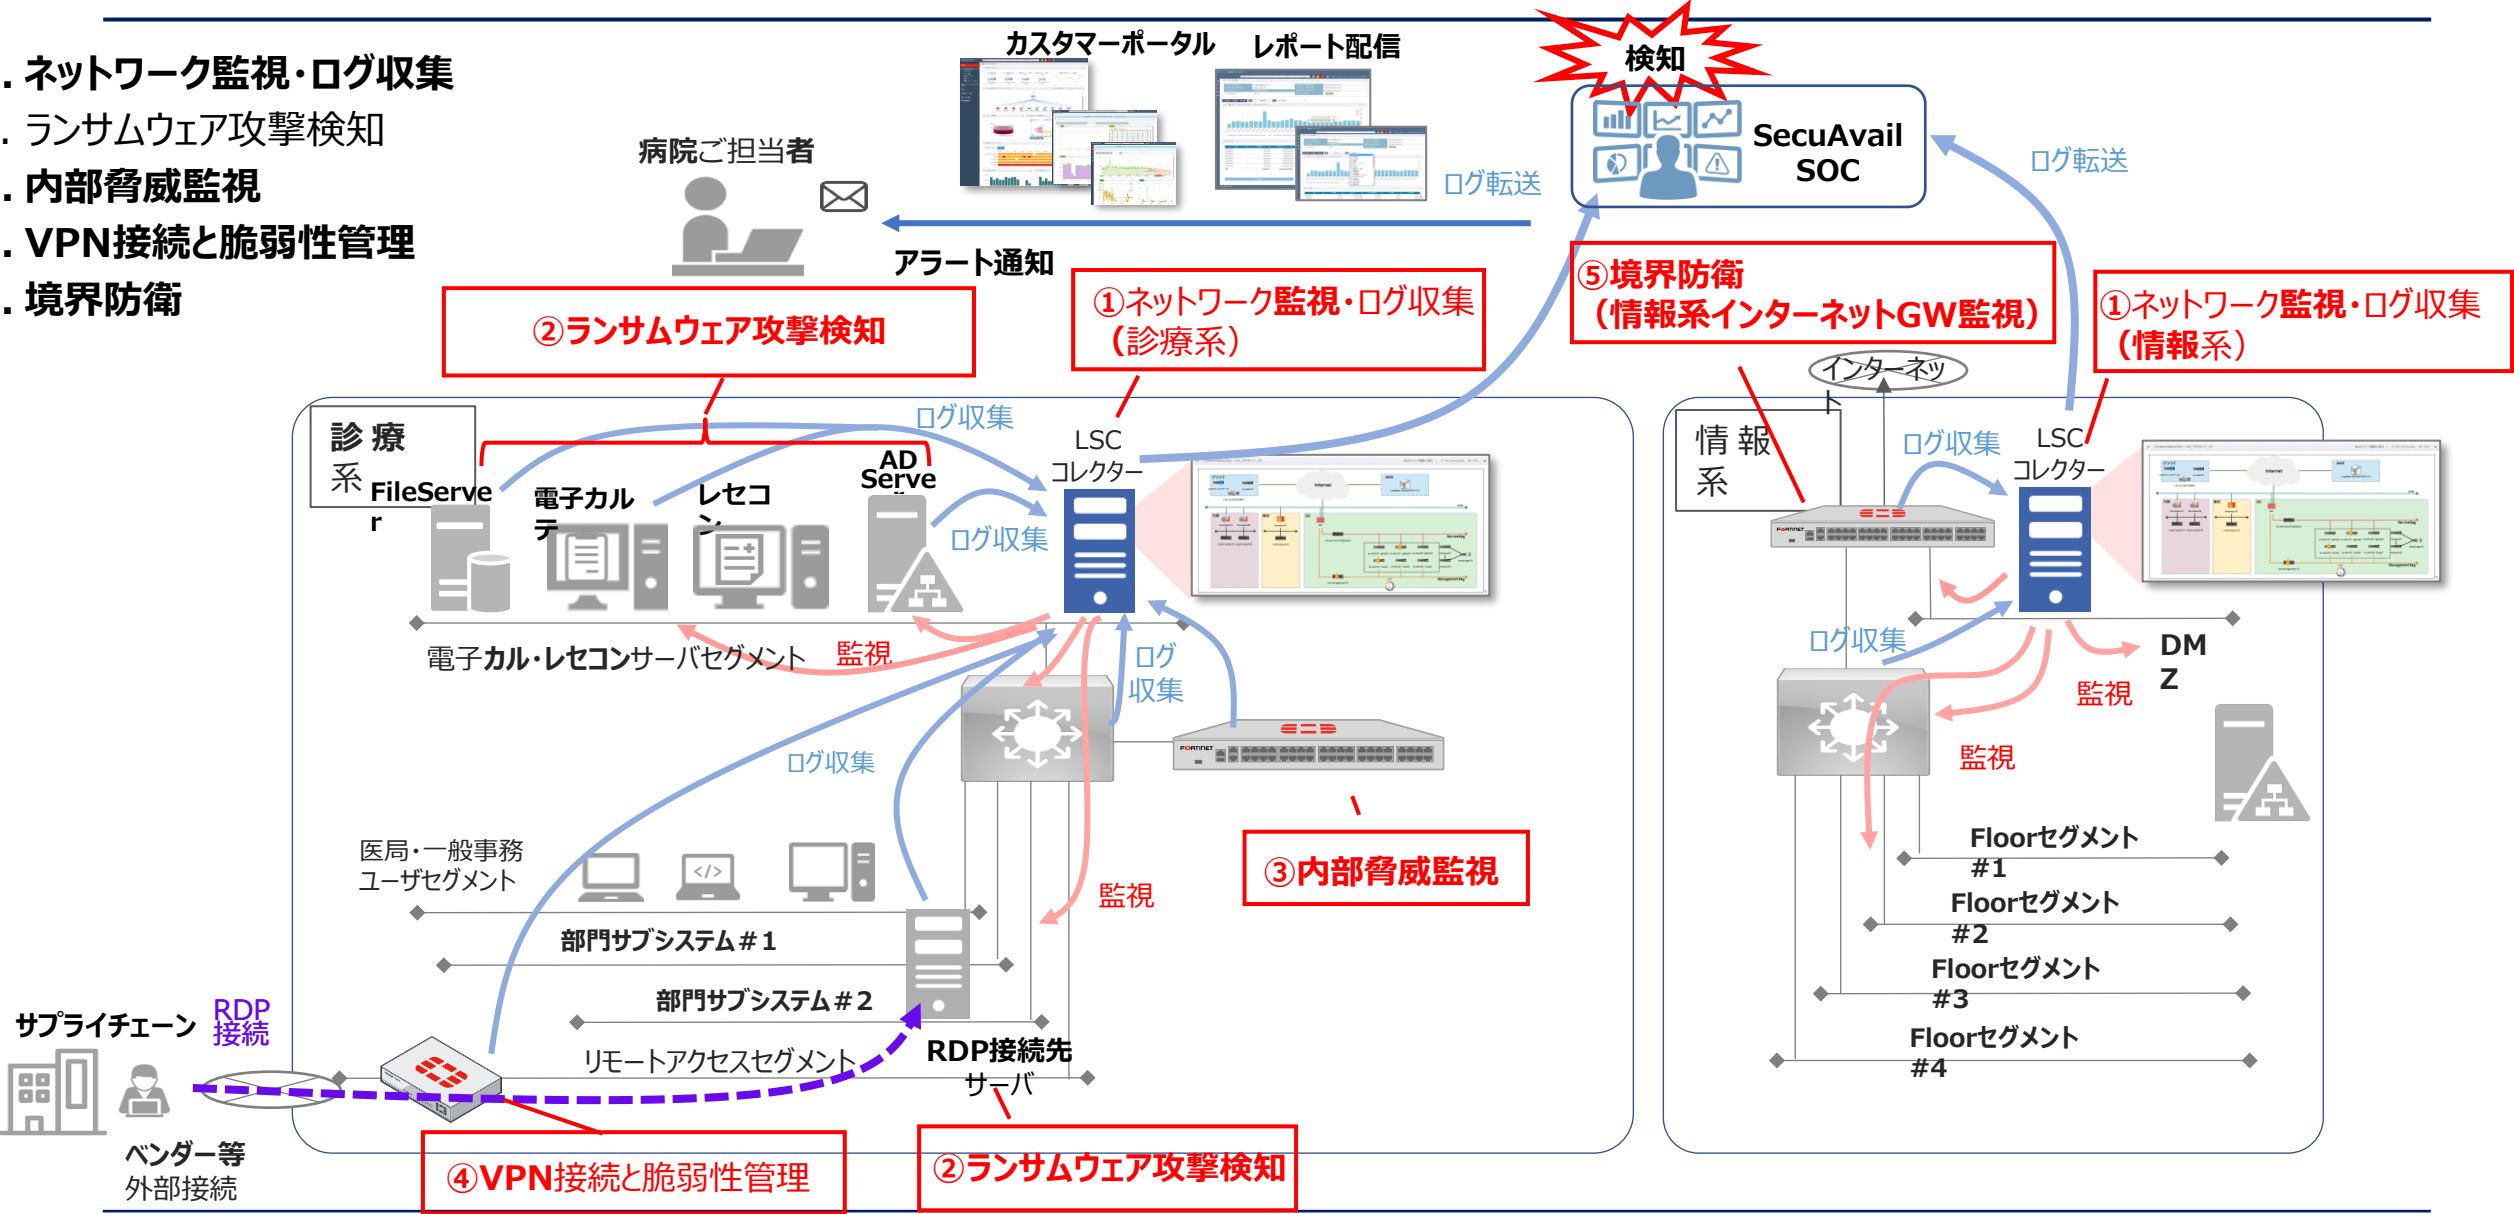 . ネットワーク監視・ログ収集
. ランサムウェア攻撃検知
. 内部脅威監視
. VPN接続と脆弱性管理
. 境界防衛
カスタマーポータル
レポート配信
検知
SecuAvail
SOC
病院ご担当者
ログ転送
ログ転送
アラート通知
②ランサムウェア攻撃検知
①ネットワーク監視・ログ収集
（診療系）
⑤境界防衛
（情報系インターネットGW監視）
①ネットワーク監視・ログ収集
（情報系）
インターネッ
ト
診療
系
FileServe
r
電子カル
テ
レセコ
ン
AD
Serve
r
ログ収集
ログ収集
LSC
コレクター
Internet
情報
系
ログ収集
LSC
コレクター
Internet
FORTINET
電子カル・レセコンサーバセグメント
監視
ログ
収集
ログ収集
DM
Z
監視
監視
FORTINET
ログ収集
③内部脅威監視
監視
医局・一般事務
ユーザセグメント
部門サブシステム#1
部門サブシステム#2
リモートアクセスセグメント
RDP接続先
サーバ
Floorセグメント
#1
Floorセグメント
#2
Floorセグメント
#3
Floorセグメント
#4
サプライチェーン
RDP
接続
ベンダー等
外部接続
④VPN接続と脆弱性管理
②ランサムウェア攻撃検知